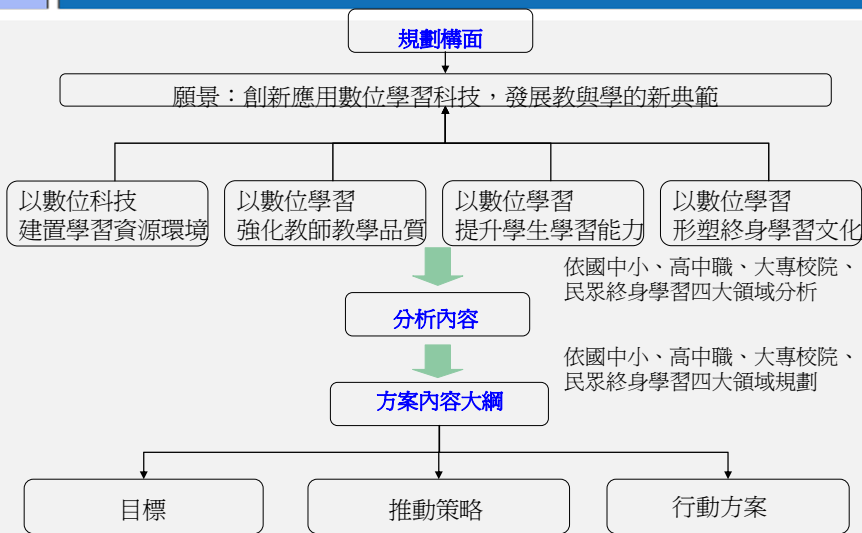 規劃構面
願景：創新應用數位學習科技，發展教與學的新典範
以數位科技
建置學習資源環境
以數位學習
強化教師教學品質
以數位學習
提升學生學習能力
以數位學習
形塑終身學習文化
依國中小、高中職、大專校院、
民眾終身學習四大領域分析
分析內容
依國中小、高中職、大專校院、
民眾終身學習四大領域規劃
方案內容大綱
目標
推動策略
行動方案